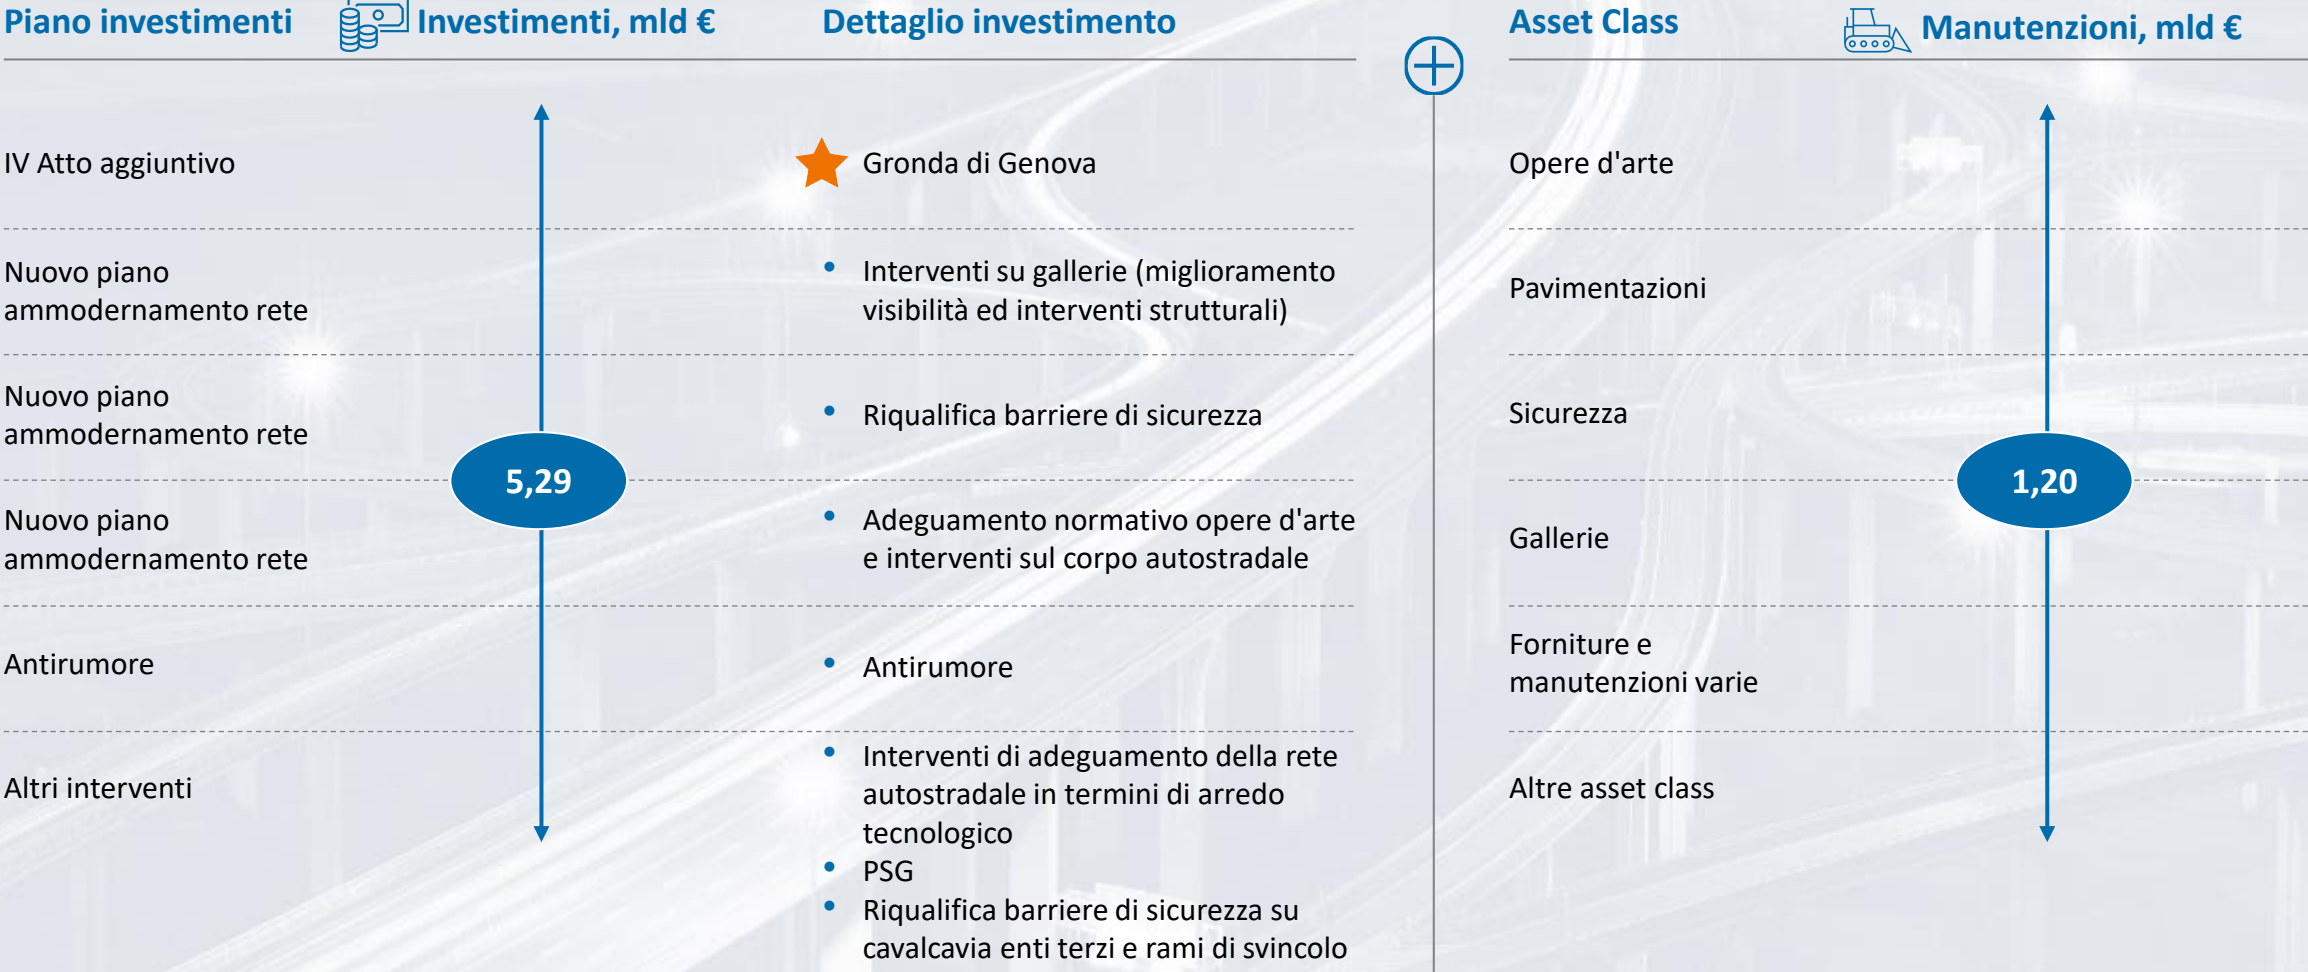 Piano investimenti
Investimenti, mld €
Dettaglio investimento
Asset Class
Manutenzioni, mld €
IV Atto aggiuntivo
Gronda di Genova
Opere d'arte
Nuovo piano
ammodernamento rete
• Interventi su gallerie (miglioramento
visibilità ed interventi strutturali)
Pavimentazioni
Nuovo piano
ammodernamento rete
• Riqualifica barriere di sicurezza
Sicurezza
5,29
1,20
Nuovo piano
ammodernamento rete
• Adeguamento normativo opere d'arte
e interventi sul corpo autostradale
Gallerie
Antirumore
• Antirumore
Forniture e
manutenzioni varie
Altri interventi
• Interventi di adeguamento della rete
autostradale in termini di arredo
tecnologico
• PSG
• Riqualifica barriere di sicurezza su
cavalcavia enti terzi e rami di svincolo
Altre asset class